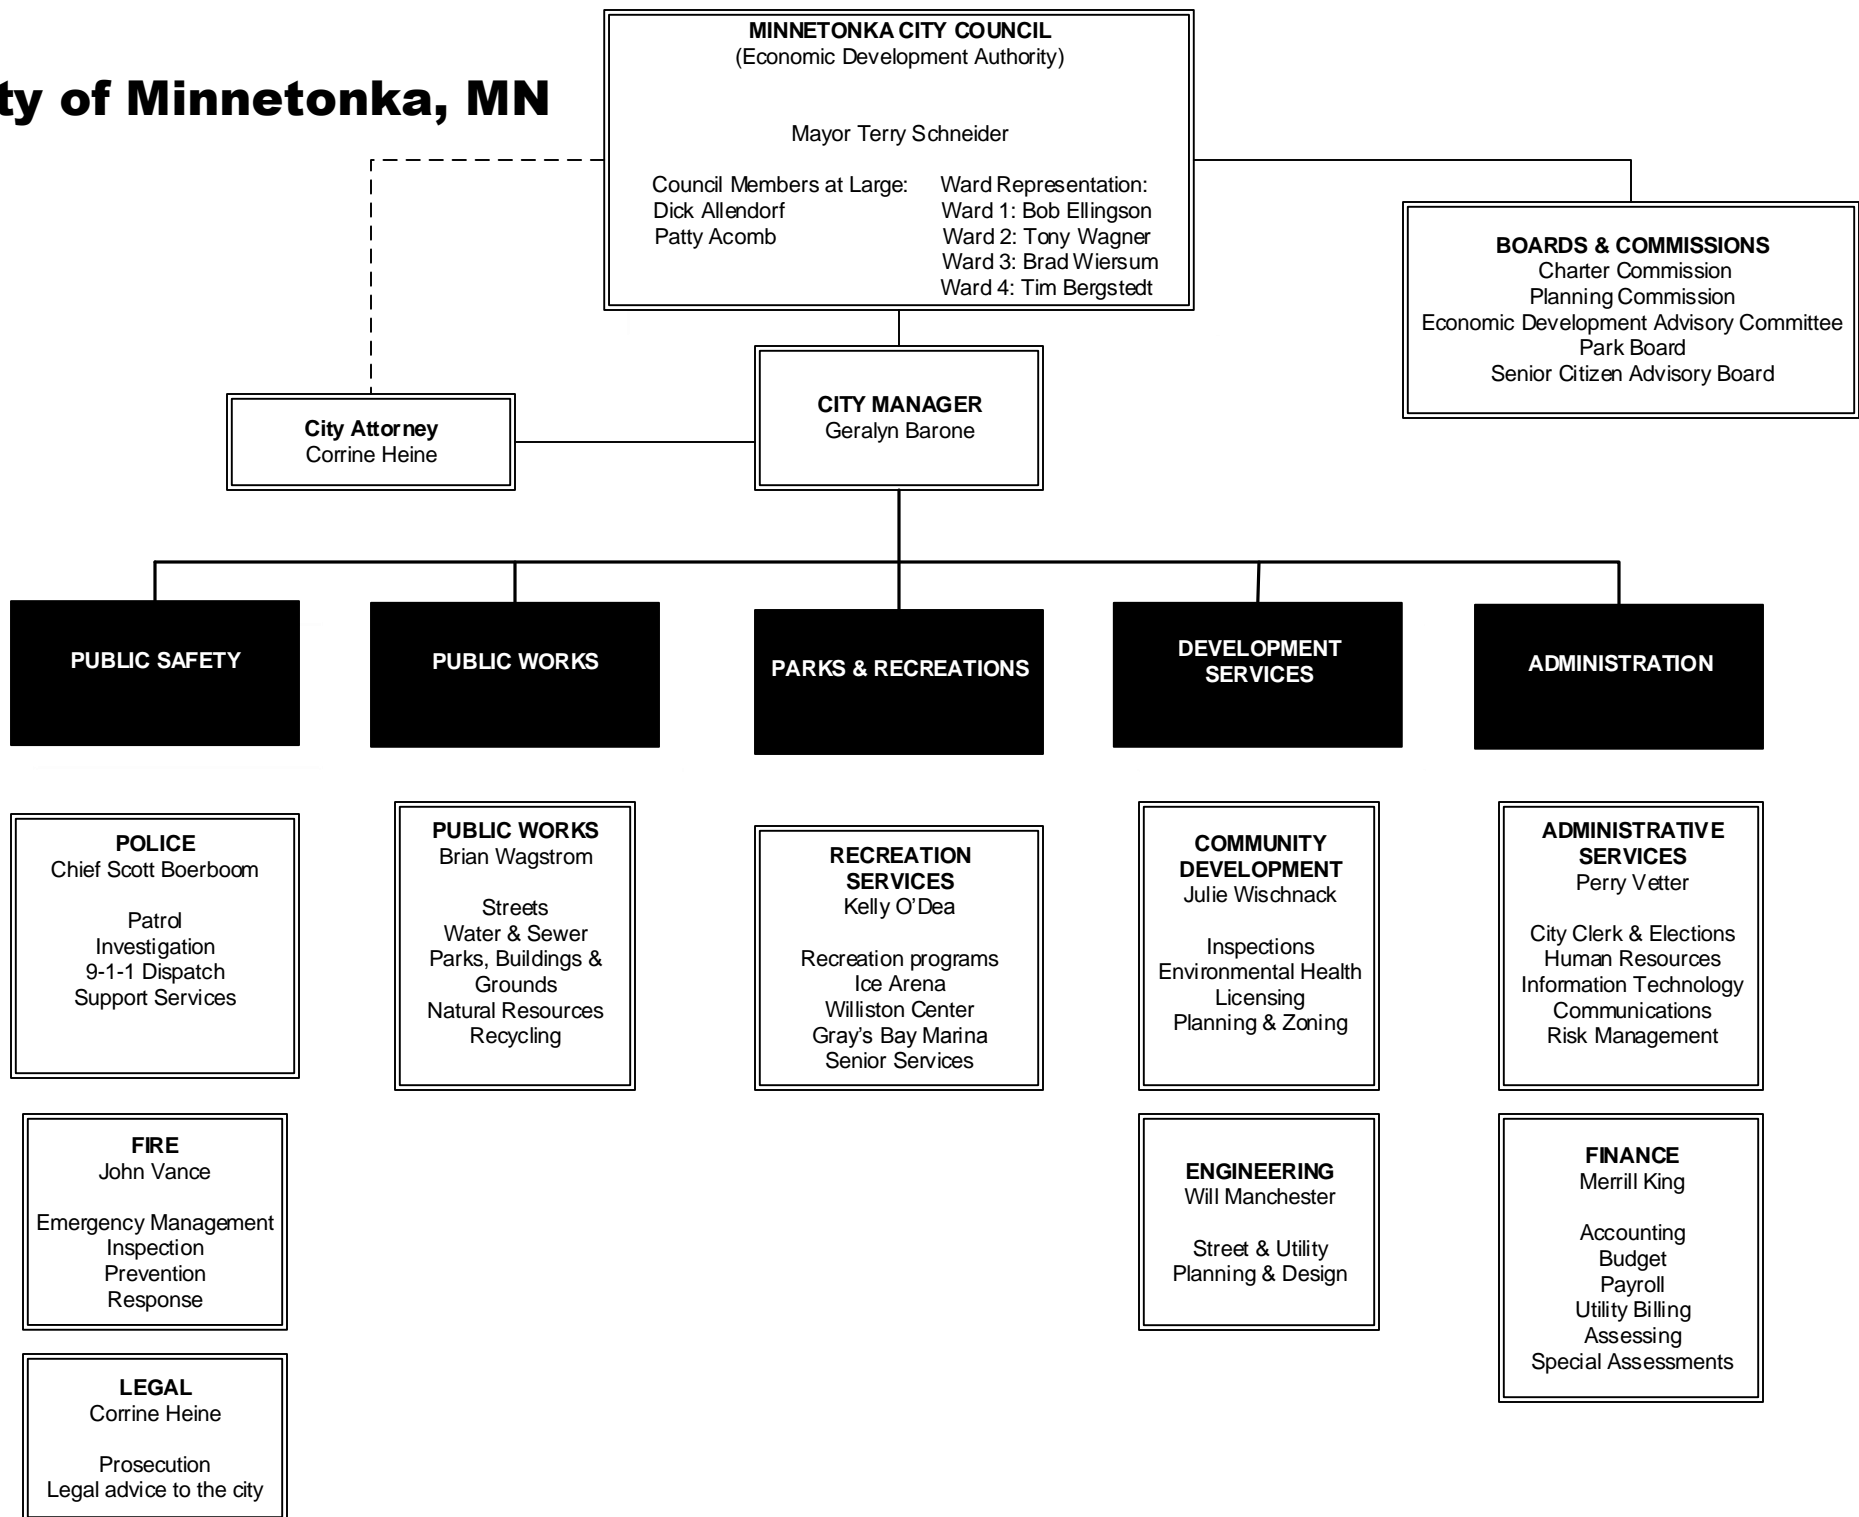 ty of Minnetonka, MN
MINNETONKA CITY COUNCIL
(Economic Development Authority)
Mayor Terry Schneider
Council Members at Large:
Dick Allendorf
Patty Acomb
Ward Representation:
Ward 1: Bob Ellingson
Ward 2: Tony Wagner
Ward 3: Brad Wiersum
Ward 4: Tim Bergstedt
BOARDS & COMMISSIONS
Charter Commission
Planning Commission
Economic Development Advisory Committee
Park Board
Senior Citizen Advisory Board
City Attorney
Corrine Heine
CITY MANAGER
Geralyn Barone
PUBLIC SAFETY
PUBLIC WORKS
PARKS & RECREATIONS
DEVELOPMENT
SERVICES
ADMINISTRATION
POLICE
Chief Scott Boerboom
Patrol
Investigation
9-1-1 Dispatch
Support Services
FIRE
John Vance
Emergency Management
Inspection
Prevention
Response
LEGAL
Corrine Heine
Prosecution
Legal advice to the city
PUBLIC WORKS
Brian Wagstrom
Streets
Water & Sewer
Parks, Buildings &
Grounds
Natural Resources
Recycling
RECREATION
SERVICES
Kelly O’Dea
Recreation programs
Ice Arena
Williston Center
Gray’s Bay Marina
Senior Services
COMMUNITY
DEVELOPMENT
Julie Wischnack
Inspections
Environmental Health
Licensing
Planning & Zoning
ENGINEERING
Will Manchester
Street & Utility
Planning & Design
ADMINISTRATIVE
SERVICES
Perry Vetter
City Clerk & Elections
Human Resources
Information Technology
Communications
Risk Management
FINANCE
Merrill King
Accounting
Budget
Payroll
Utility Billing
Assessing
Special Assessments